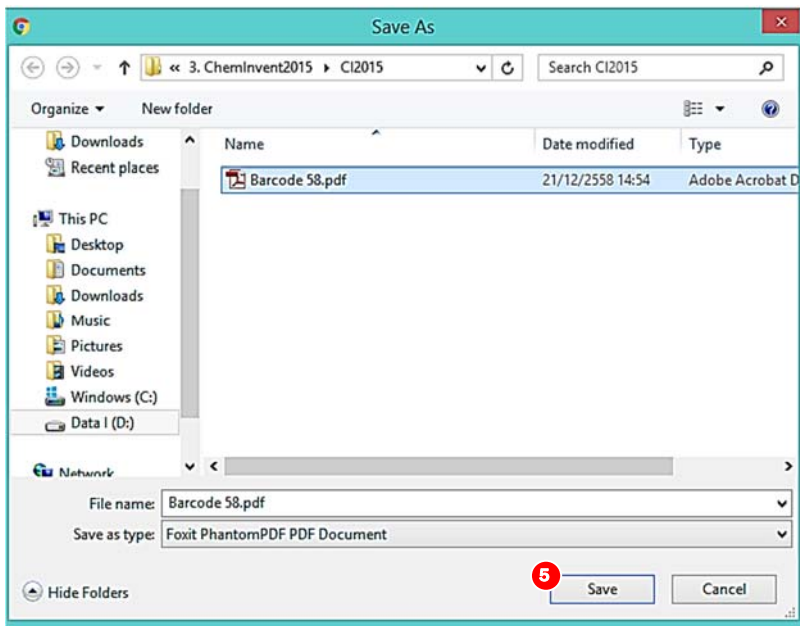 Save As
« 3. ChemInvent2015 ▸ CI2015
Search CI2015
Organize
New folder
Name
Date modified
Type
Downloads
Recent places
Barcode 58.pdf
21/12/2558 14:54
Adobe Acrobat D
This PC
Desktop
Documents
Downloads
Music
Pictures
Videos
Windows (C:)
Data I (D:)
Network
File name: Barcode 58.pdf
Save as type: Foxit PhantomPDF PDF Document
5
Hide Folders
Save
Cancel